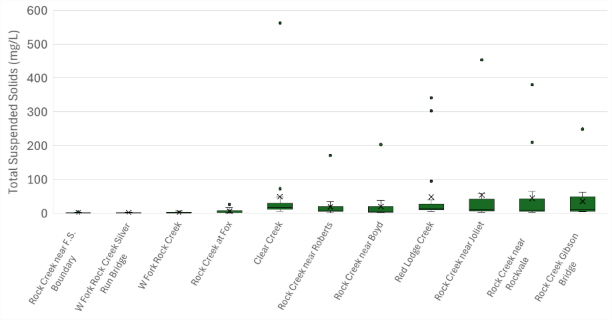 Total Suspended Solids (mg/L)
600
500
400
300
200
100
0
Rock Creek near F.S.
Boundary
W Fork Rock Creek Silver
Run Bridge
W Fork Rock Creek
Rock Creek at Fox
Clear Creek
Rock Creek near Roberts
Rock Creek near Boyd
Red Lodge Creek
Rock Creek near Joliet
Rock Creek near
Rockvale
Rock Creek Gibson
Bridge